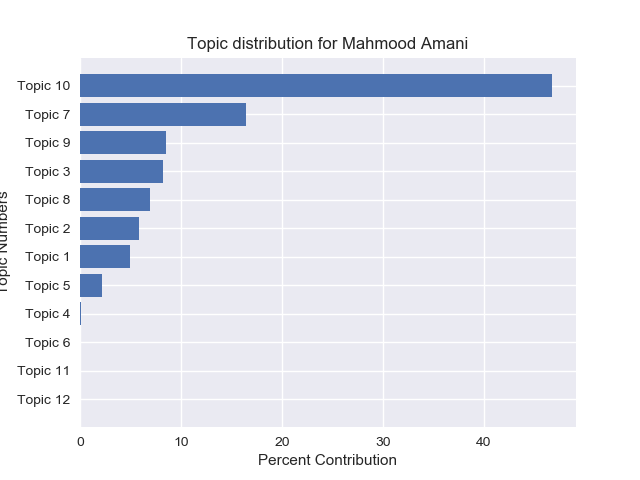 Topic distribution for Mahmood Amani
Topic 10
Topic 7
Topic 9
Topic 3
Topic 8
Topic 2
Topic 1
Topic 5
Topic 4
Topic 6
Topic 11
Topic 12
Topic Numbers
0 10 20 30 40
Percent Contribution